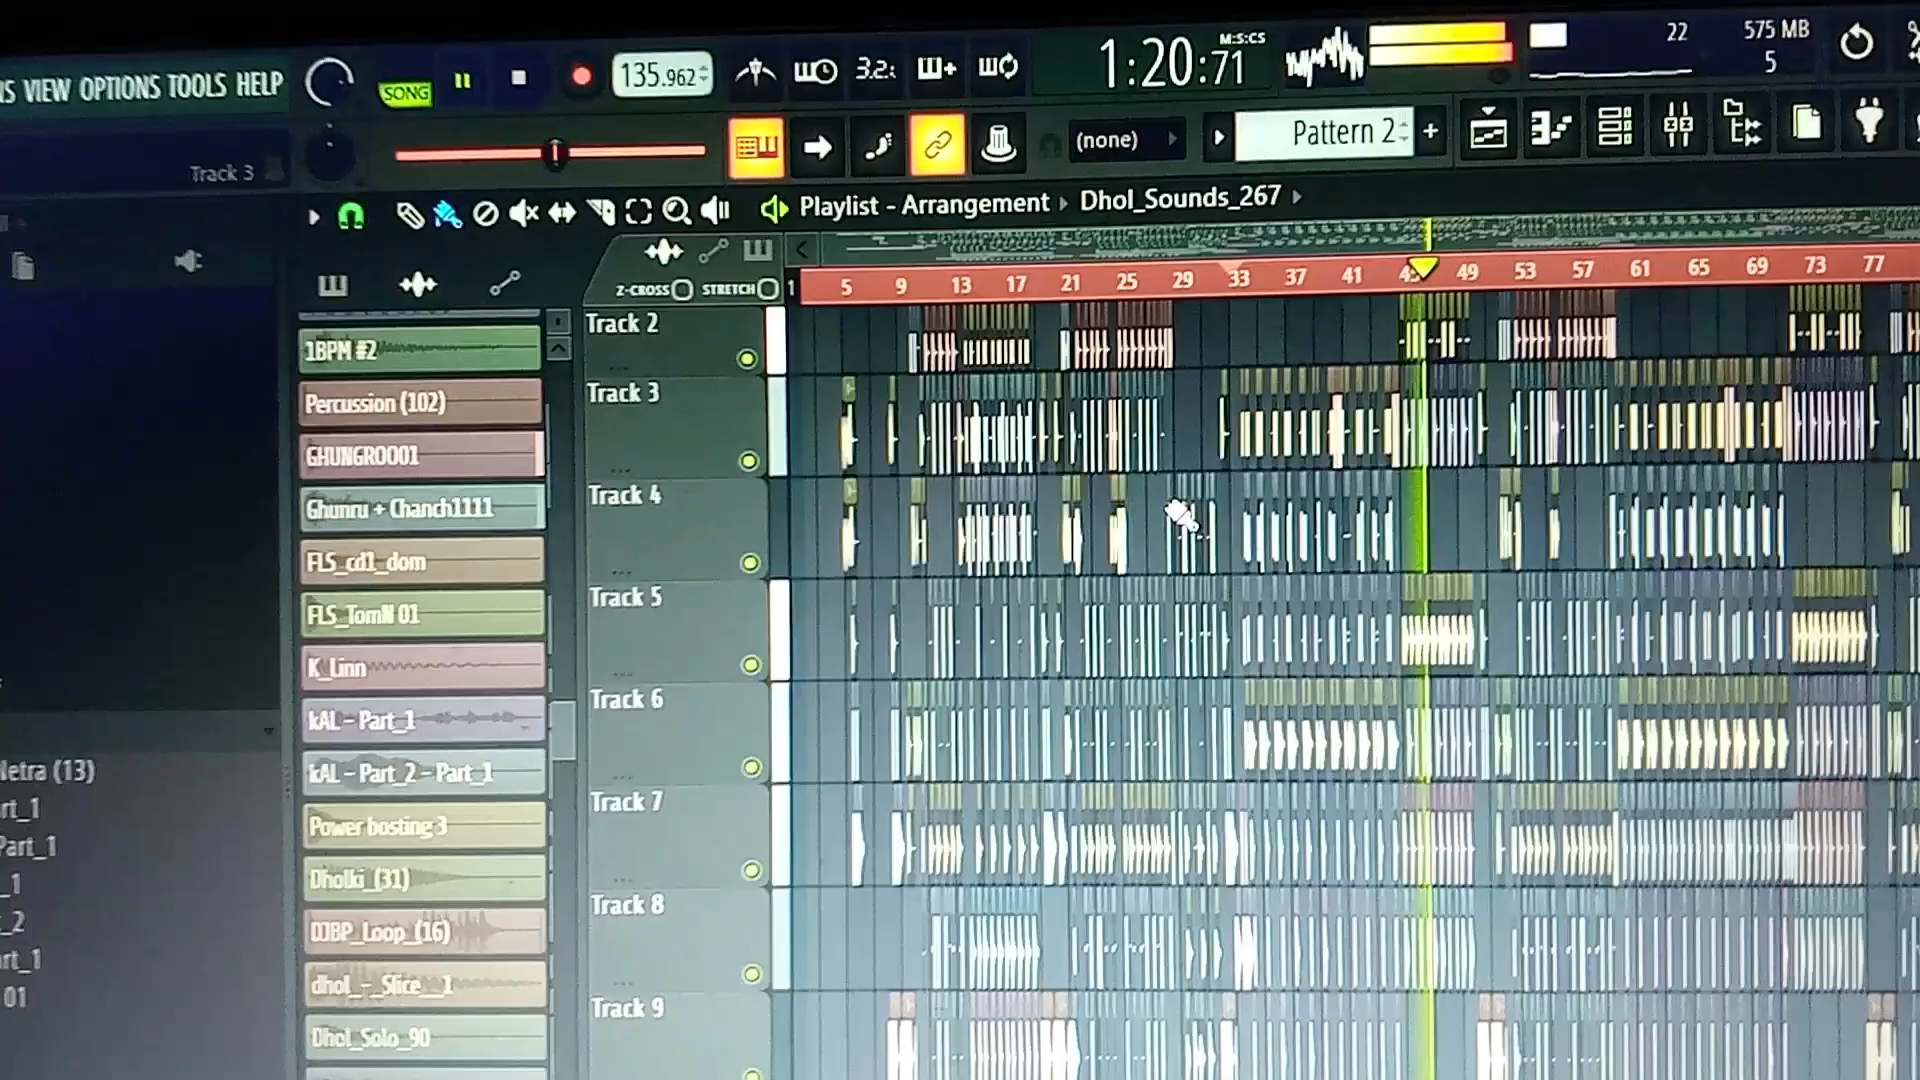 VIEW OPTIONS TOOLS HELP
SONG
135.962
3.2:
1:20:71
M:S:CS
22
575 MB
5
Track 3
(none)
Pattern 2
+
Playlist - Arrangement
Dhol_Sounds_267
Z-CROSS
STRETCH
1
5
9
13
17
21
25
29
33
37
41
49
53
57
61
65
69
73
77
1BPM #2
Percussion (102)
GHUNGROO01
Ghunru + Chanch1111
FLS_cd1_dom
FLS_TomN 01
K_Linn
kAL - Part_1
kAL - Part_2 - Part_1
Power bosting 3
Dholki_(31)
DJBP_Loop_(16)
dhol_-_Slice__1
Dhol_Solo_90
Track 2
Track 3
Track 4
Track 5
Track 6
Track 7
Track 8
Track 9
Netra (13)
rt_1
Part_1
_1
_2
rt_1
01